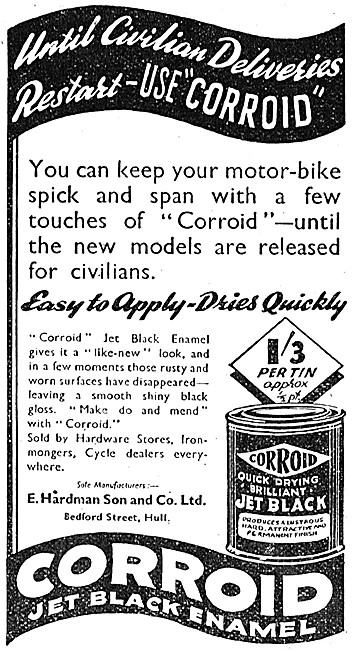 Until Civilian Deliveries
Restart-USE "CORROID"
You can keep your motor-bike
spick and span with a few
touches of "Corroid"—until
the new models are released
for civilians.
Easy to Apply-Dries Quickly
"Corroid" Jet Black Enamel
gives it a "like-new" look, and
in a few moments those rusty and
worn surfaces have disappeared—
leaving a smooth shiny black
gloss. "Make do and mend"
with "Corroid."
Sold by Hardware Stores, Iron-
mongers, Cycle dealers every-
where.
Sole Manufacturers:—
E. Hardman Son and Co. Ltd.
Bedford Street, Hull.
1/3
PER TIN
approx
½ pt.
CORROID
QUICK DRYING
BRILLIANT
JET BLACK
PRODUCES A LUSTROUS
HARD, ATTRACTIVE AND
PERMANENT FINISH
CORROID
JET BLACK ENAMEL